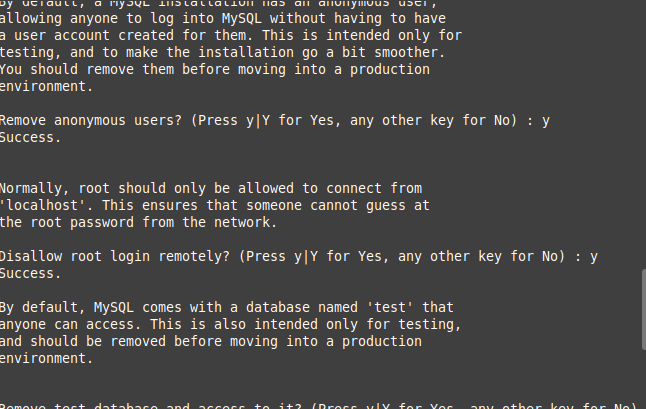 By default, a MySQL installation has an anonymous user,
allowing anyone to log into MySQL without having to have
a user account created for them. This is intended only for
testing, and to make the installation go a bit smoother.
You should remove them before moving into a production
environment.
Remove anonymous users? (Press y|Y for Yes, any other key for No) : y
Success.
Normally, root should only be allowed to connect from
'localhost'. This ensures that someone cannot guess at
the root password from the network.
Disallow root login remotely? (Press y|Y for Yes, any other key for No) : y
Success.
By default, MySQL comes with a database named 'test' that
anyone can access. This is also intended only for testing,
and should be removed before moving into a production
environment.
Remove test database and access to it? (Press y|Y for Yes, any other key for No)